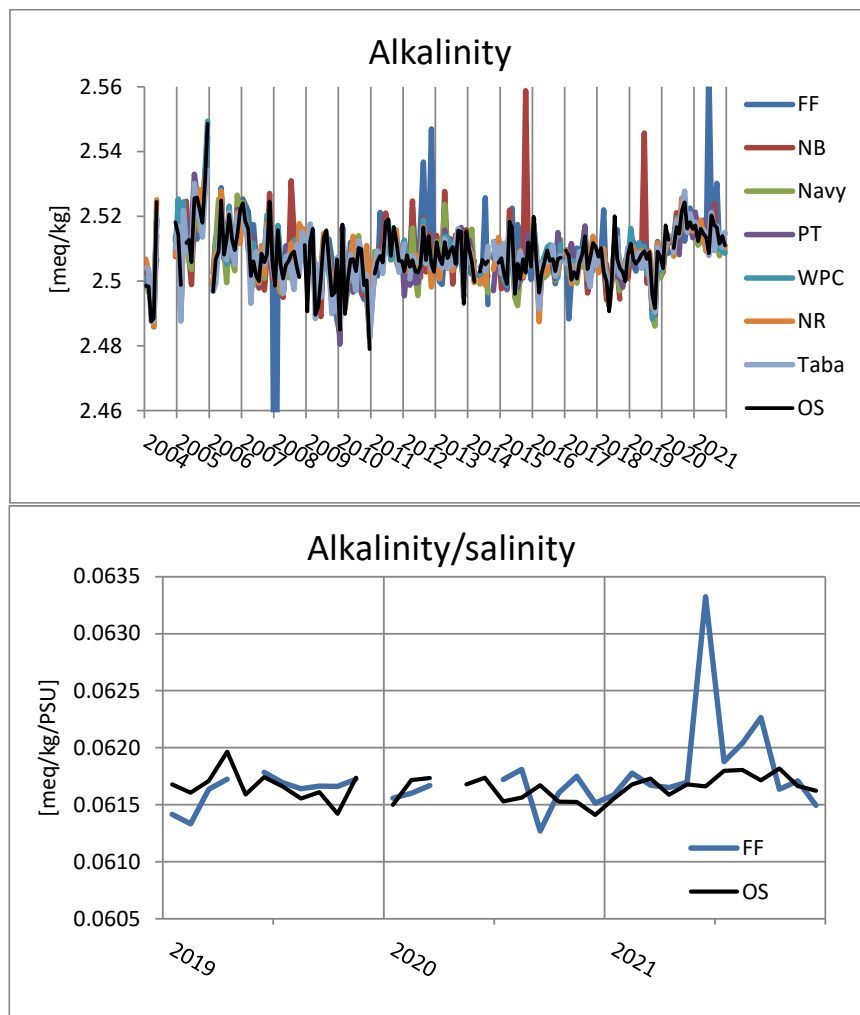 Alkalinity
[meq/kg]
2.56
2.54
2.52
2.5
2.48
2.46
2004
2005
2006
2007
2008
2009
2010
2011
2012
2013
2014
2015
2016
2017
2018
2019
2020
2021
FF
NB
Navy
PT
WPC
NR
Taba
OS
Alkalinity/salinity
[meq/kg/PSU]
0.0635
0.0630
0.0625
0.0620
0.0615
0.0610
0.0605
2019
2020
2021
FF
OS